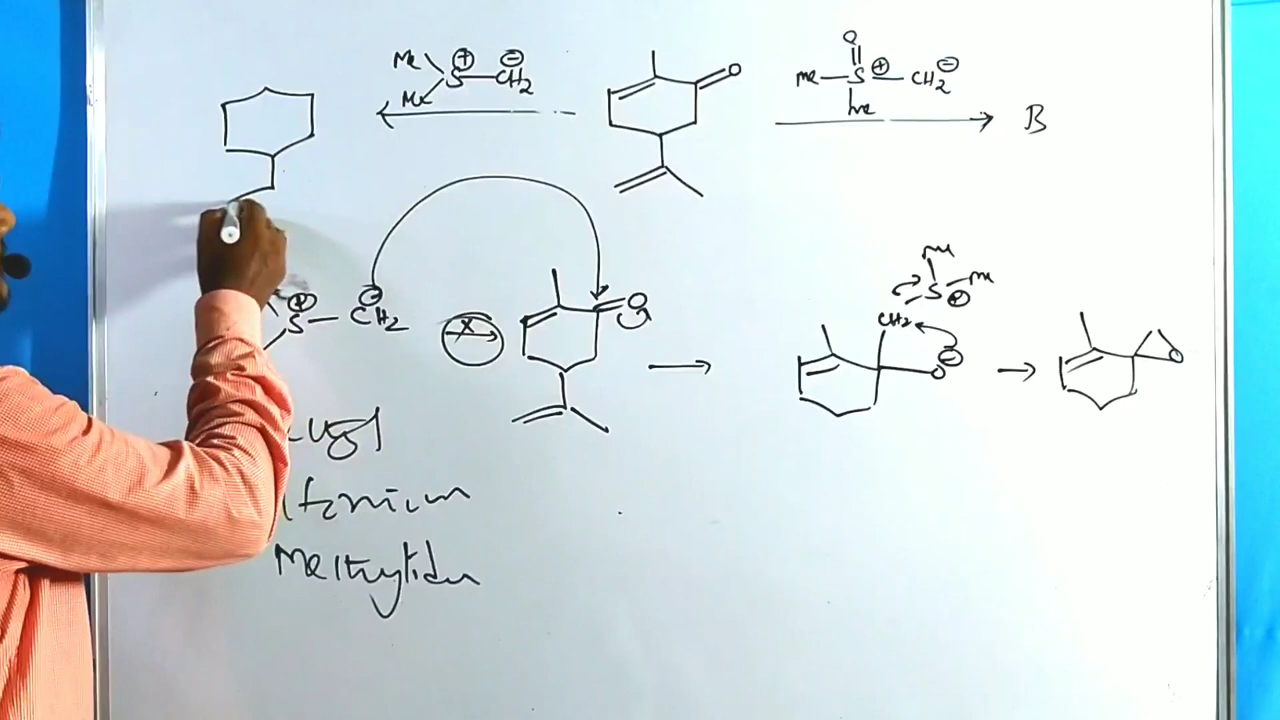 Me ⊕ ⊖
S—CH2
Me
O
O
Me—S⊕—CH2⊖
Me
B
⊕ ⊖
S—CH2
X
O
Me
Me
S⊕
CH2
O⊖
O
Methylide